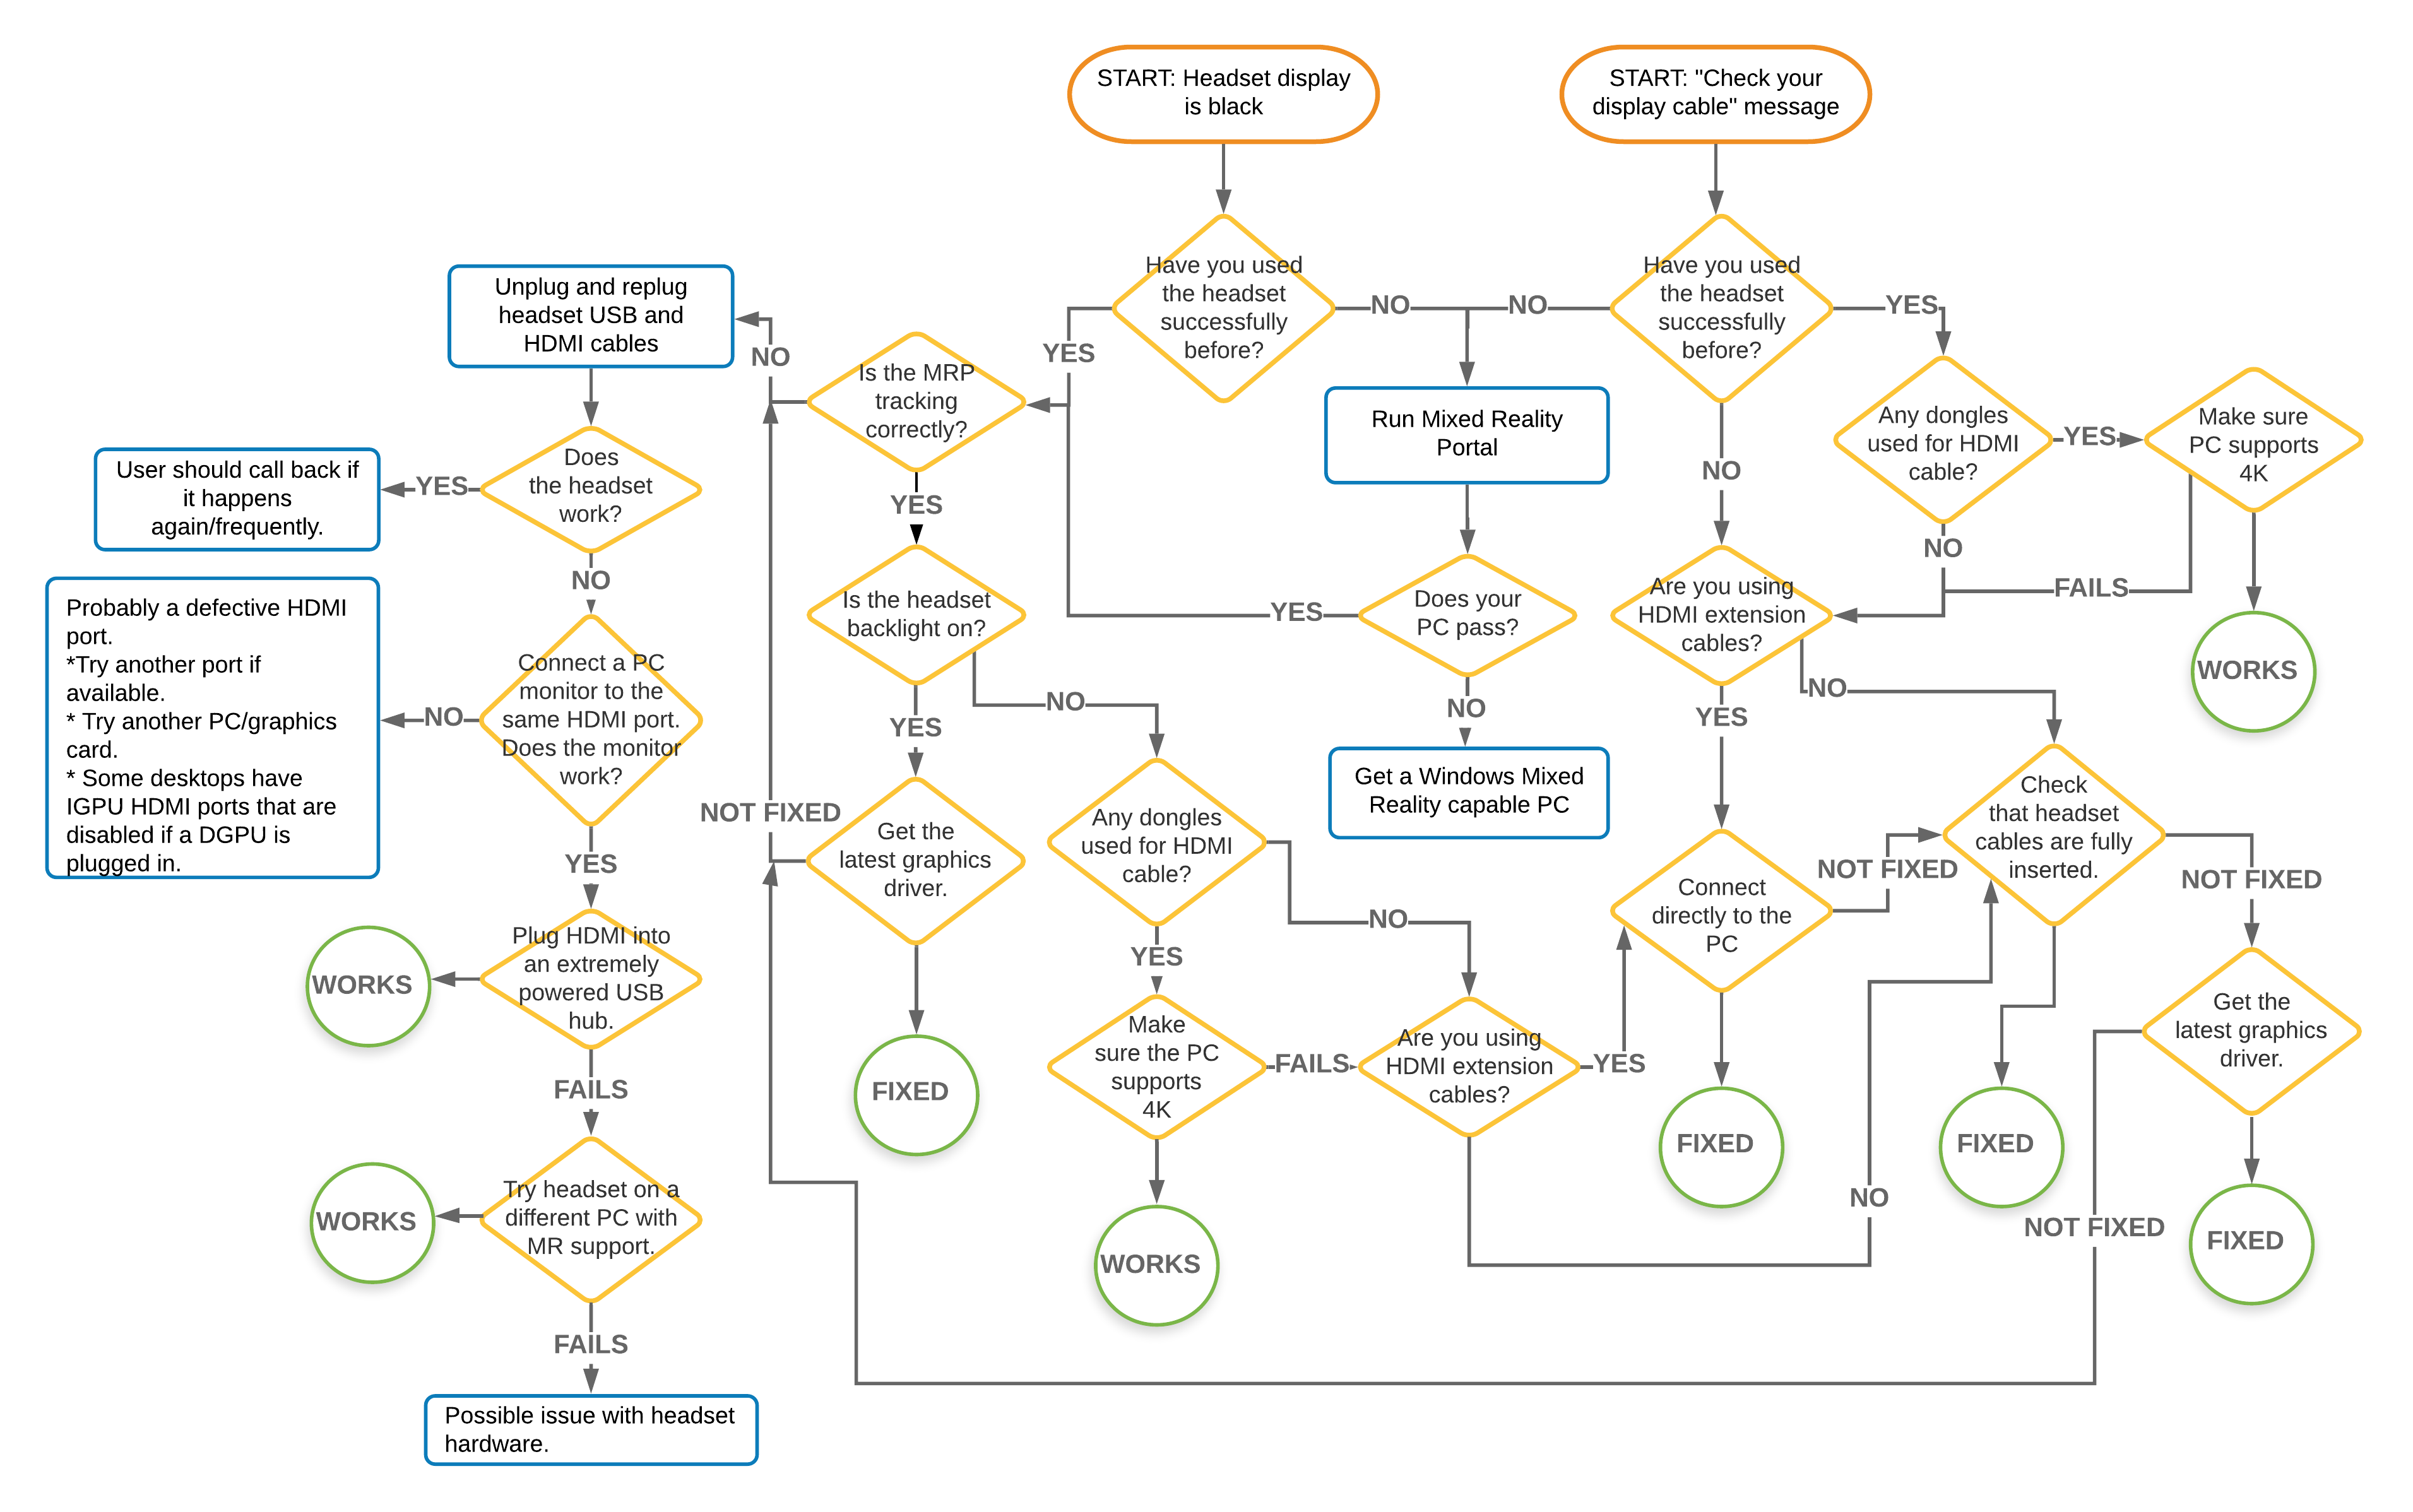 START: Headset display
is black
START: "Check your
display cable" message
Have you used
the headset
successfully
before?
Have you used
the headset
successfully
before?
NO
NO
YES
YES
Unplug and replug
headset USB and
HDMI cables
NO
Is the MRP
tracking
correctly?
Run Mixed Reality
Portal
NO
Any dongles
used for HDMI
cable?
YES
Make sure
PC supports
4K
User should call back if
it happens
again/frequently.
YES
Does
the headset
work?
YES
NO
NO
Is the headset
backlight on?
YES
Does your
PC pass?
Are you using
HDMI extension
cables?
FAILS
WORKS
Probably a defective HDMI
port.
*Try another port if
available.
* Try another PC/graphics
card.
* Some desktops have
IGPU HDMI ports that are
disabled if a DGPU is
plugged in.
NO
Connect a PC
monitor to the
same HDMI port.
Does the monitor
work?
YES
NO
NO
YES
NO
Get a Windows Mixed
Reality capable PC
NOT FIXED
Get the
latest graphics
driver.
Any dongles
used for HDMI
cable?
NO
Connect
directly to the
PC
NOT FIXED
Check
that headset
cables are fully
inserted.
NOT FIXED
YES
WORKS
Plug HDMI into
an extremely
powered USB
hub.
YES
Get the
latest graphics
driver.
FAILS
FIXED
Make
sure the PC
supports
4K
FAILS
Are you using
HDMI extension
cables?
YES
FIXED
FIXED
NO
NOT FIXED
FIXED
WORKS
Try headset on a
different PC with
MR support.
WORKS
FAILS
Possible issue with headset
hardware.